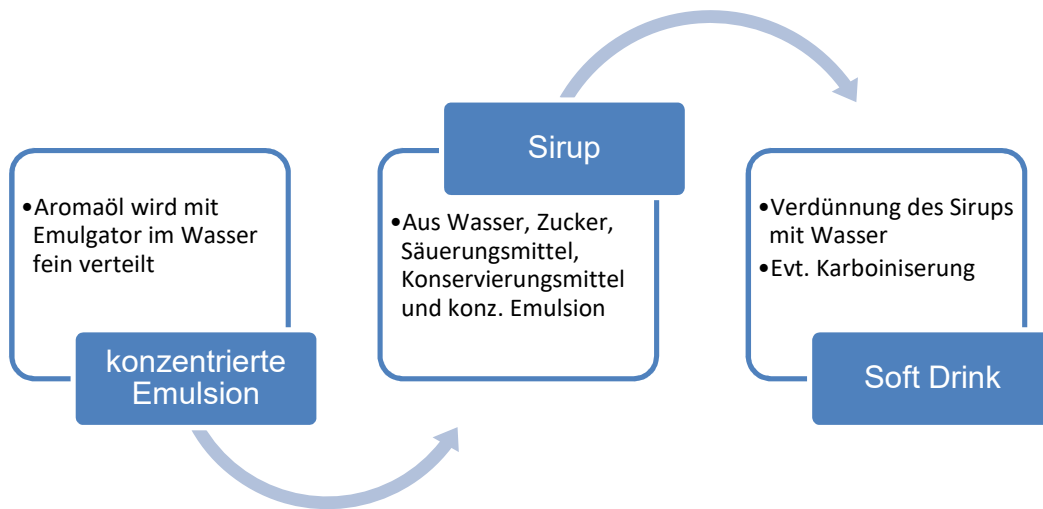 •Aromaöl wird mit
Emulgator im Wasser
fein verteilt
konzentrierte
Emulsion
Sirup
•Aus Wasser, Zucker,
Säuerungsmittel,
Konservierungsmittel
und konz. Emulsion
•Verdünnung des Sirups
mit Wasser
•Evt. Karboiniserung
Soft Drink